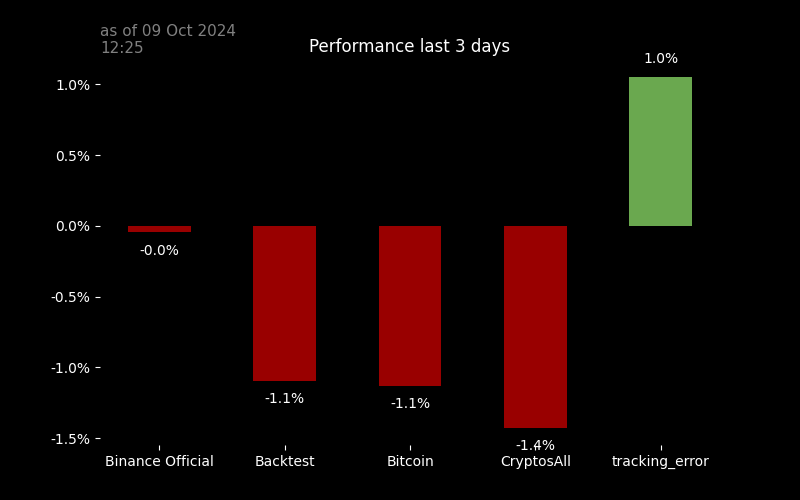 as of 09 Oct 2024
12:25
Performance last 3 days
1.0%
1.0%
0.5%
0.0%
-0.5%
-1.0%
-1.5%
-0.0%
-1.1%
-1.1%
-1.4%
Binance Official
Backtest
Bitcoin
CryptosAll
tracking_error